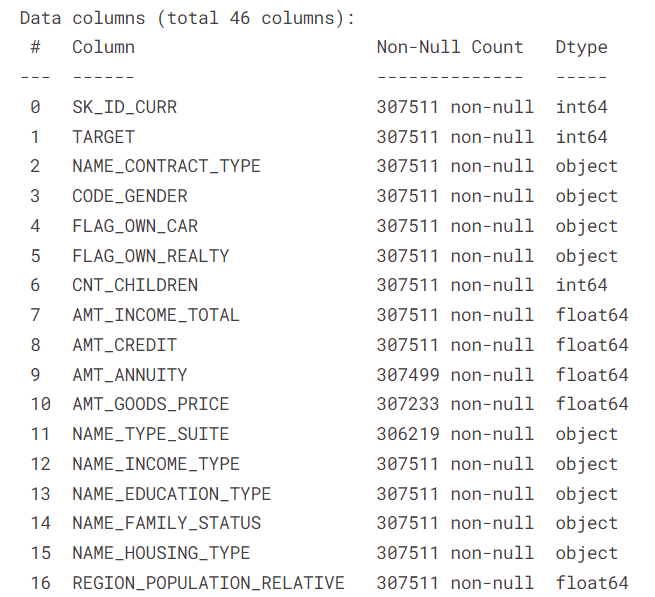 Data columns (total 46 columns):
 #   Column                      Non-Null Count   Dtype
---  ------                      --------------   -----
 0   SK_ID_CURR                  307511 non-null  int64
 1   TARGET                      307511 non-null  int64
 2   NAME_CONTRACT_TYPE          307511 non-null  object
 3   CODE_GENDER                 307511 non-null  object
 4   FLAG_OWN_CAR                307511 non-null  object
 5   FLAG_OWN_REALTY             307511 non-null  object
 6   CNT_CHILDREN                307511 non-null  int64
 7   AMT_INCOME_TOTAL            307511 non-null  float64
 8   AMT_CREDIT                  307511 non-null  float64
 9   AMT_ANNUITY                 307499 non-null  float64
 10  AMT_GOODS_PRICE             307233 non-null  float64
 11  NAME_TYPE_SUITE             306219 non-null  object
 12  NAME_INCOME_TYPE            307511 non-null  object
 13  NAME_EDUCATION_TYPE         307511 non-null  object
 14  NAME_FAMILY_STATUS          307511 non-null  object
 15  NAME_HOUSING_TYPE           307511 non-null  object
 16  REGION_POPULATION_RELATIVE  307511 non-null  float64